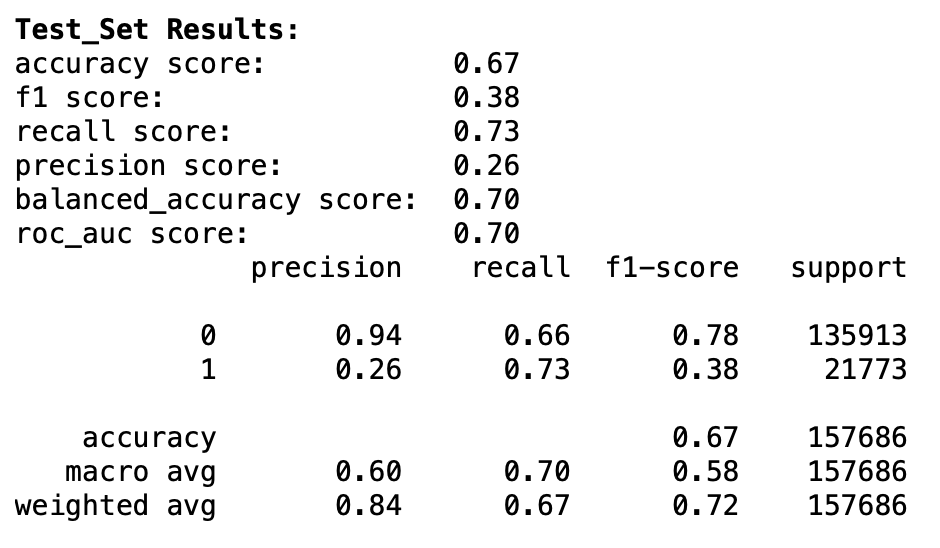 Test_Set Results:
accuracy score: 0.67
f1 score: 0.38
recall score: 0.73
precision score: 0.26
balanced_accuracy score: 0.70
roc_auc score: 0.70
precision recall f1-score support
0 0.94 0.66 0.78 135913
1 0.26 0.73 0.38 21773
accuracy 0.67 157686
macro avg 0.60 0.70 0.58 157686
weighted avg 0.84 0.67 0.72 157686